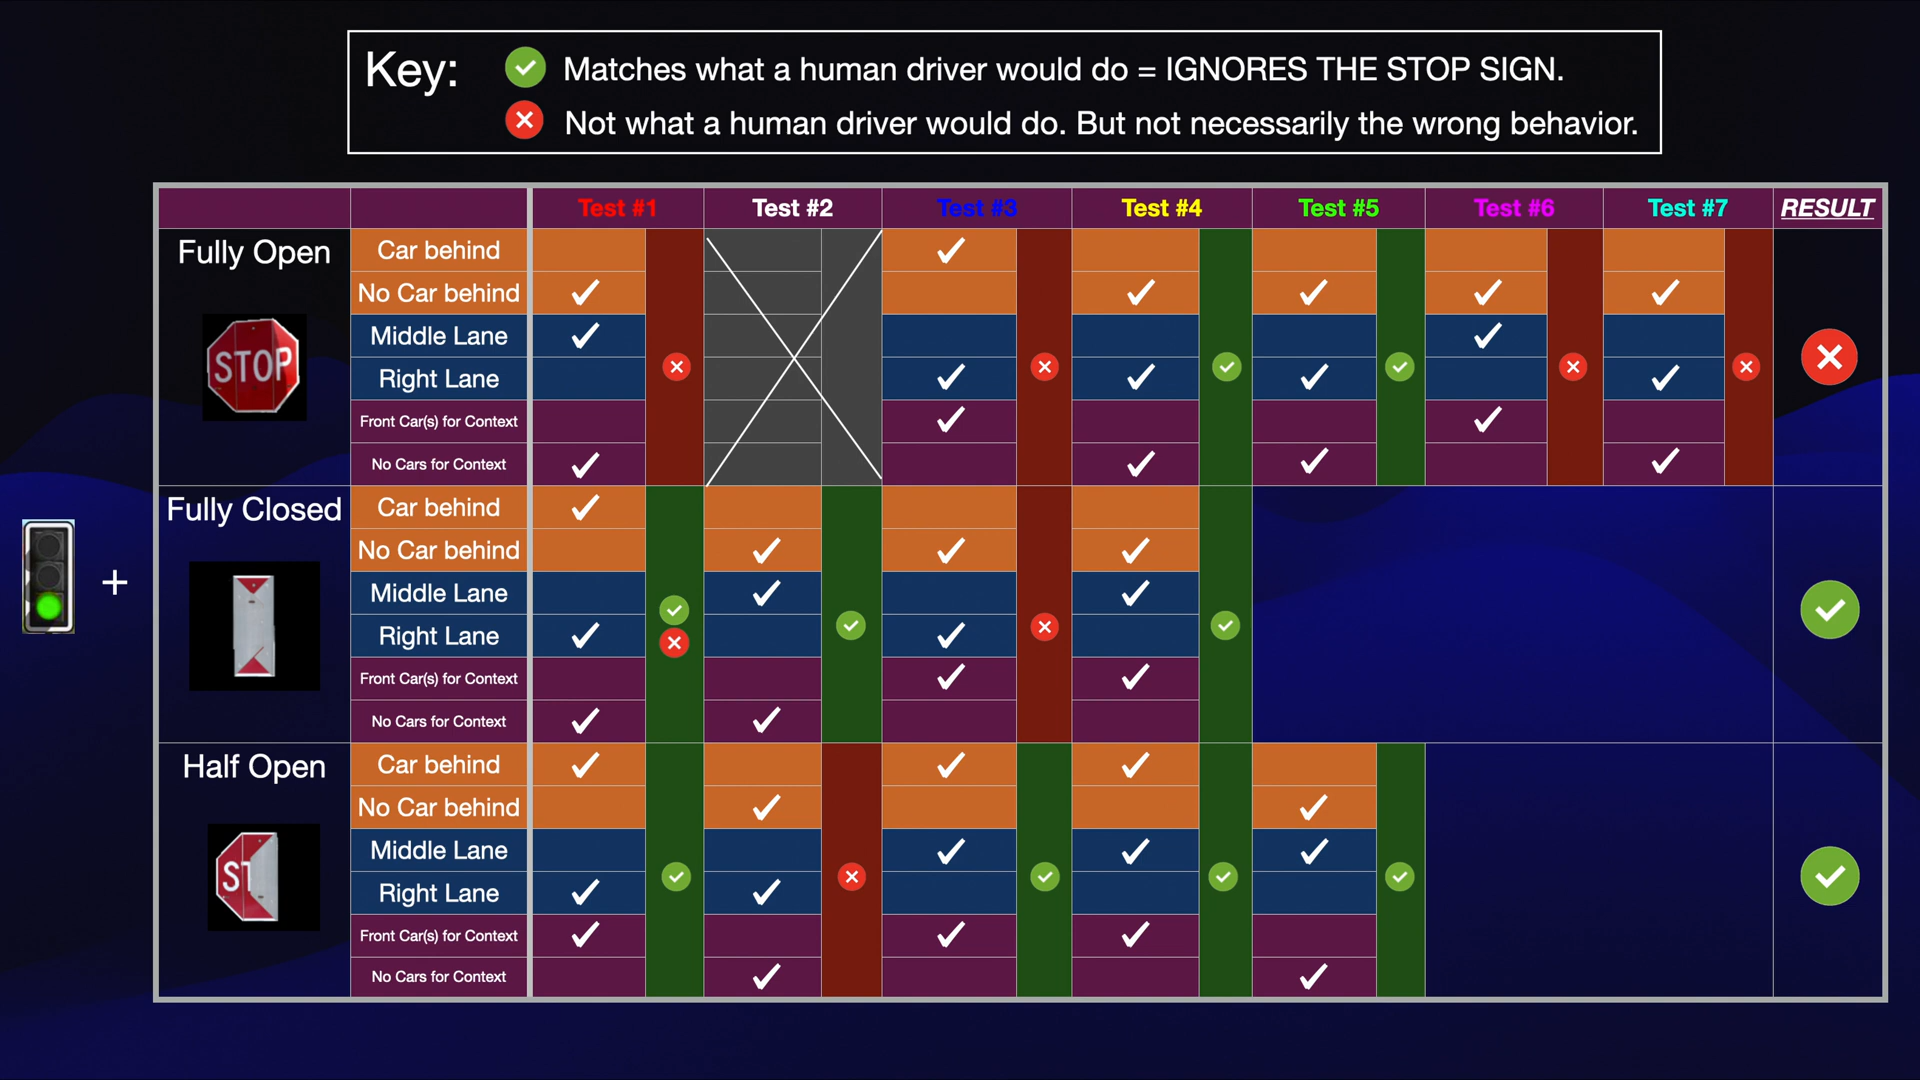 Key:
Matches what a human driver would do = IGNORES THE STOP SIGN.
Not what a human driver would do. But not necessarily the wrong behavior.
Test #1 Test #2 Test #3 Test #4 Test #5 Test #6 Test #7 RESULT
Fully Open
Car behind
No Car behind
Middle Lane
STOP
Right Lane
Front Car(s) for Context
No Cars for Context
Fully Closed
Car behind
No Car behind
+
Middle Lane
Right Lane
Front Car(s) for Context
No Cars for Context
Half Open
Car behind
No Car behind
Middle Lane
ST
Right Lane
Front Car(s) for Context
No Cars for Context